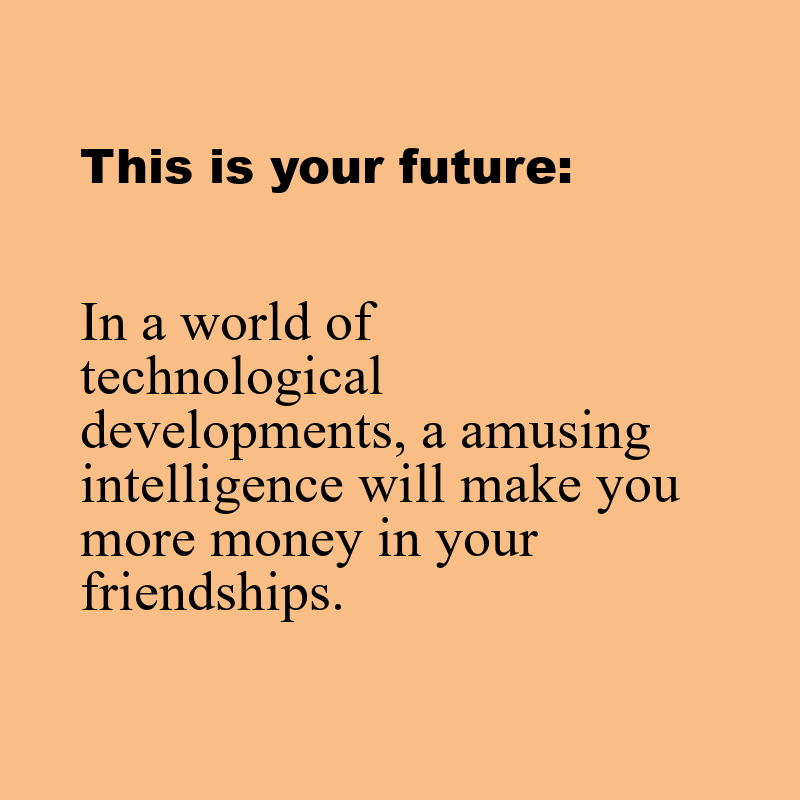 This is your future:
In a world of
technological
developments, a amusing
intelligence will make you
more money in your
friendships.